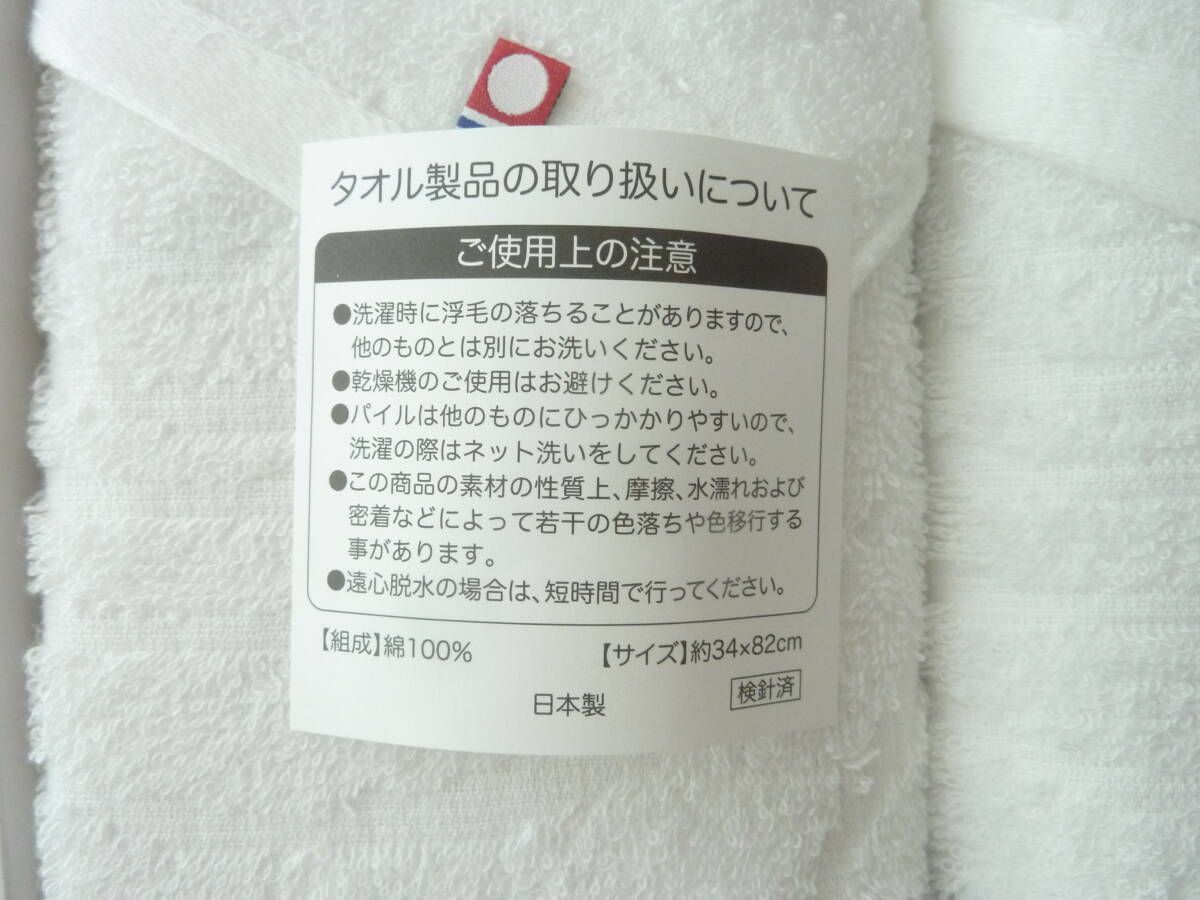 タオル製品の取り扱いについて
ご使用上の注意
●洗濯時に浮毛の落ちることがありますので、
他のものとは別にお洗いください。
●乾燥機のご使用はお避けください。
●パイルは他のものにひっかかりやすいので、
洗濯の際はネット洗いをしてください。
●この商品の素材の性質上、摩擦、水濡れおよび
密着などによって若干の色落ちや色移行する
事があります。
●遠心脱水の場合は、短時間で行ってください。
【組成】綿100% 【サイズ】約34×82cm
日本製 検針済